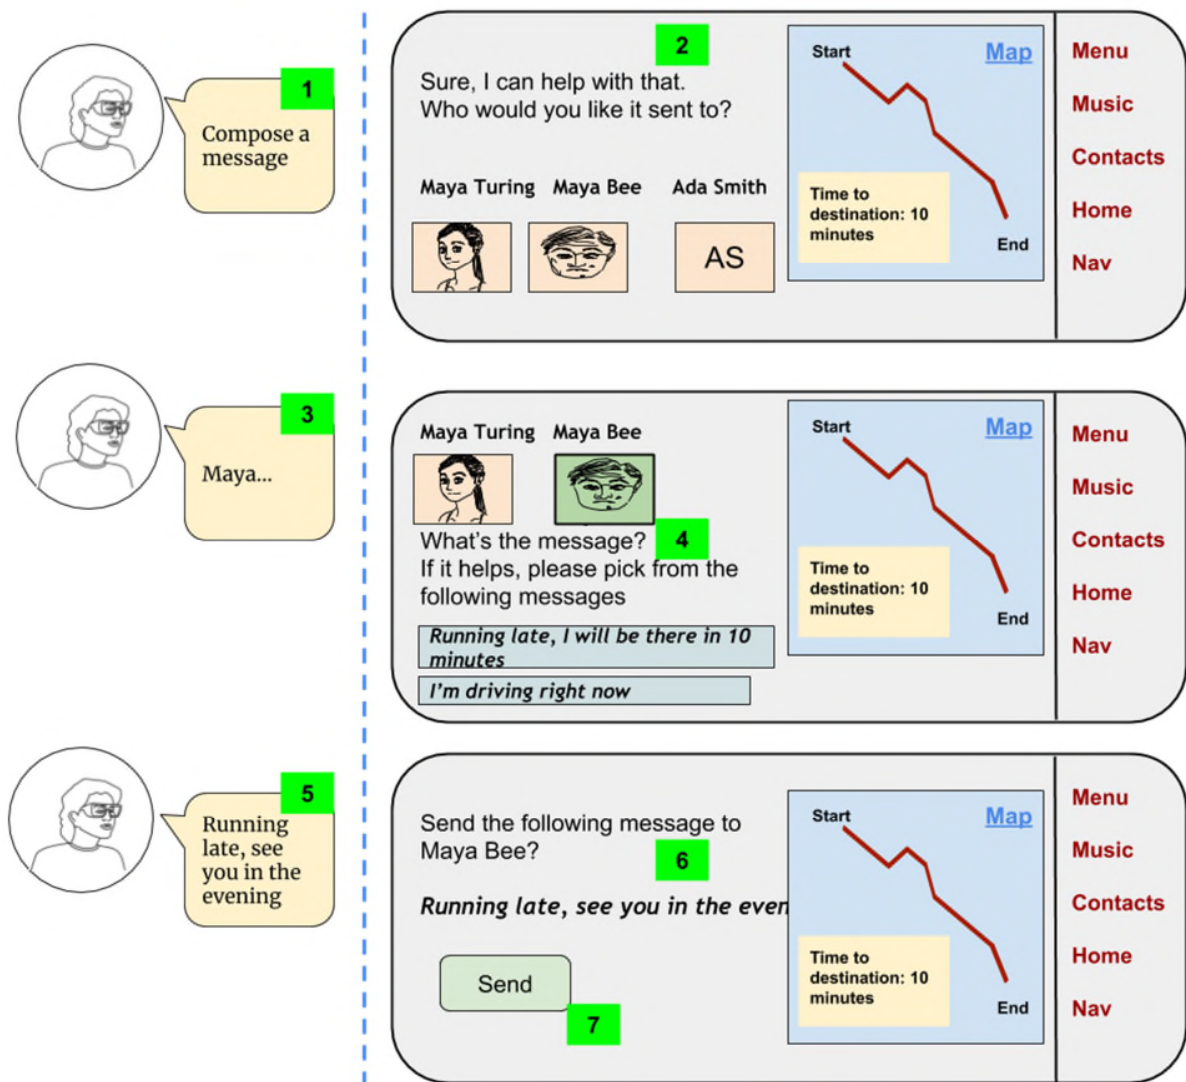 1
Compose a
message
2
Sure, I can help with that.
Who would you like it sent to?
Maya Turing Maya Bee Ada Smith
AS
Start
Map
Time to
destination: 10
minutes
End
Menu
Music
Contacts
Home
Nav
3
Maya...
Maya Turing Maya Bee
4
What's the message?
If it helps, please pick from the
following messages
Running late, I will be there in 10
minutes
I'm driving right now
Start
Map
Time to
destination: 10
minutes
End
Menu
Music
Contacts
Home
Nav
5
Running
late, see
you in the
evening
Send the following message to
Maya Bee?
6
Running late, see you in the even
Send
7
Start
Map
Time to
destination: 10
minutes
End
Menu
Music
Contacts
Home
Nav